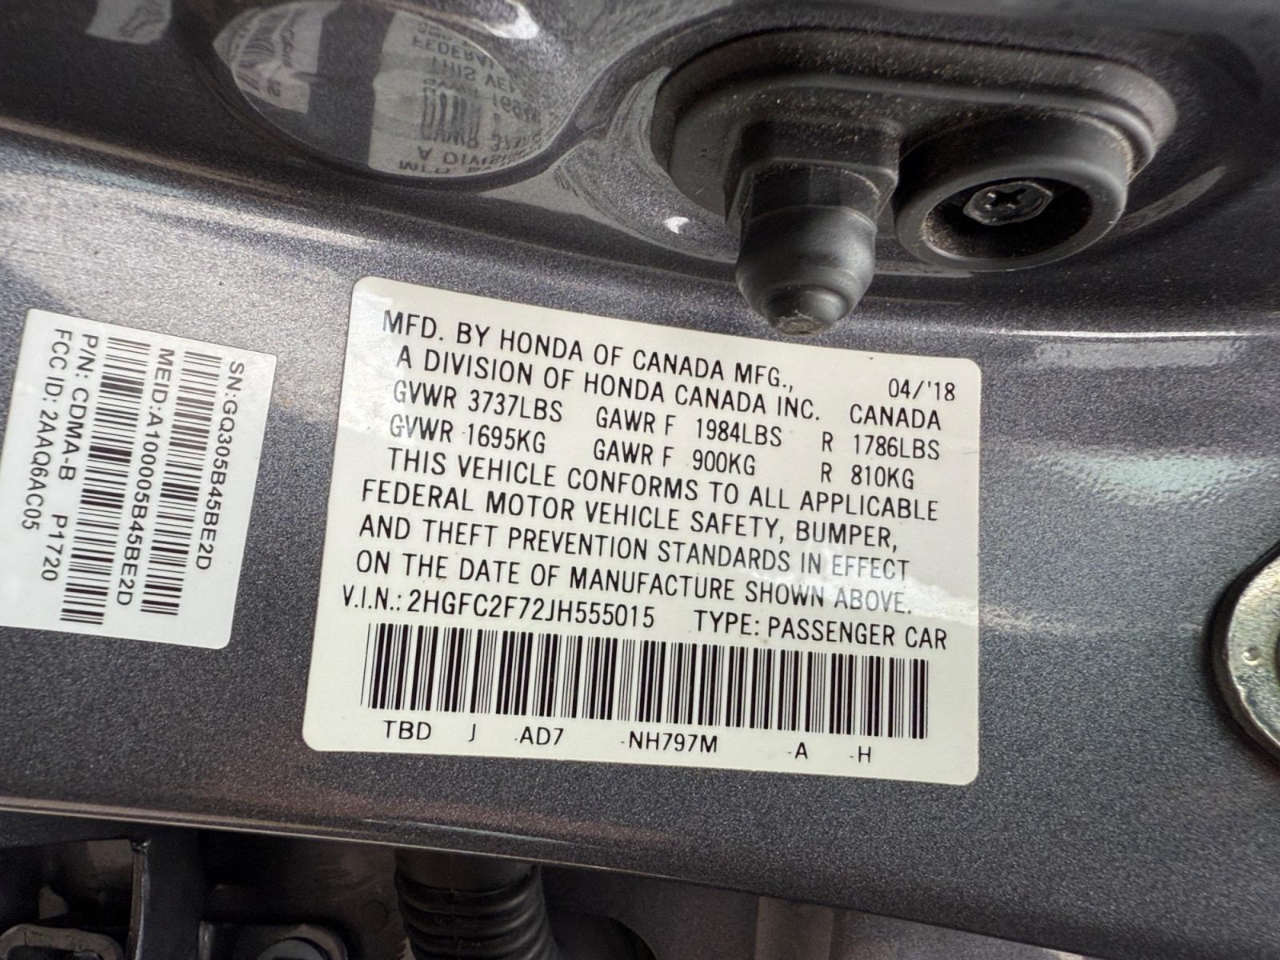 MFD. BY HONDA OF CANADA MFG., 04/'18
A DIVISION OF HONDA CANADA INC. CANADA
GVWR 3737LBS GAWR F 1984LBS R 1786LBS
GVWR 1695KG GAWR F 900KG R 810KG
THIS VEHICLE CONFORMS TO ALL APPLICABLE
FEDERAL MOTOR VEHICLE SAFETY, BUMPER,
AND THEFT PREVENTION STANDARDS IN EFFECT
ON THE DATE OF MANUFACTURE SHOWN ABOVE.
V.I.N.: 2HGFC2F72JH555015 TYPE: PASSENGER CAR
TBD J AD7 -NH797M -A -H
SN:GQ305B45BE2D
MEID:A100005B45BE2D
P/N: CDMA-B P1720
FCC ID: 2AAQ6AC05